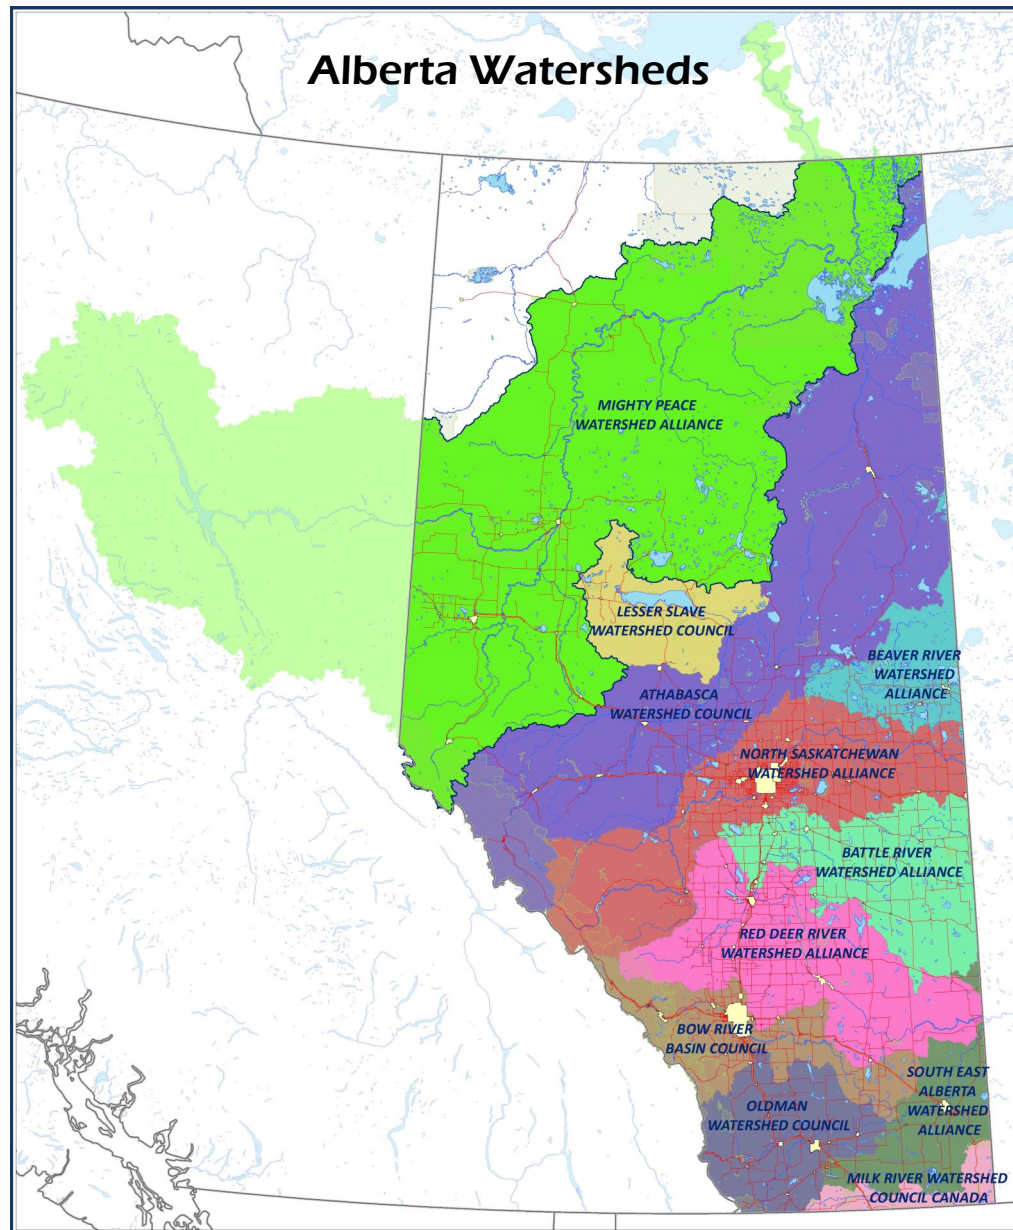 Alberta Watersheds
MIGHTY PEACE
WATERSHED ALLIANCE
LESSER SLAVE
WATERSHED COUNCIL
BEAVER RIVER
WATERSHED
ALLIANCE
ATHABASCA
WATERSHED COUNCIL
NORTH SASKATCHEWAN
WATERSHED ALLIANCE
BATTLE RIVER
WATERSHED ALLIANCE
RED DEER RIVER
WATERSHED ALLIANCE
BOW RIVER
BASIN COUNCIL
SOUTH EAST
ALBERTA
WATERSHED
ALLIANCE
OLDMAN
WATERSHED COUNCIL
MILK RIVER WATERSHED
COUNCIL CANADA